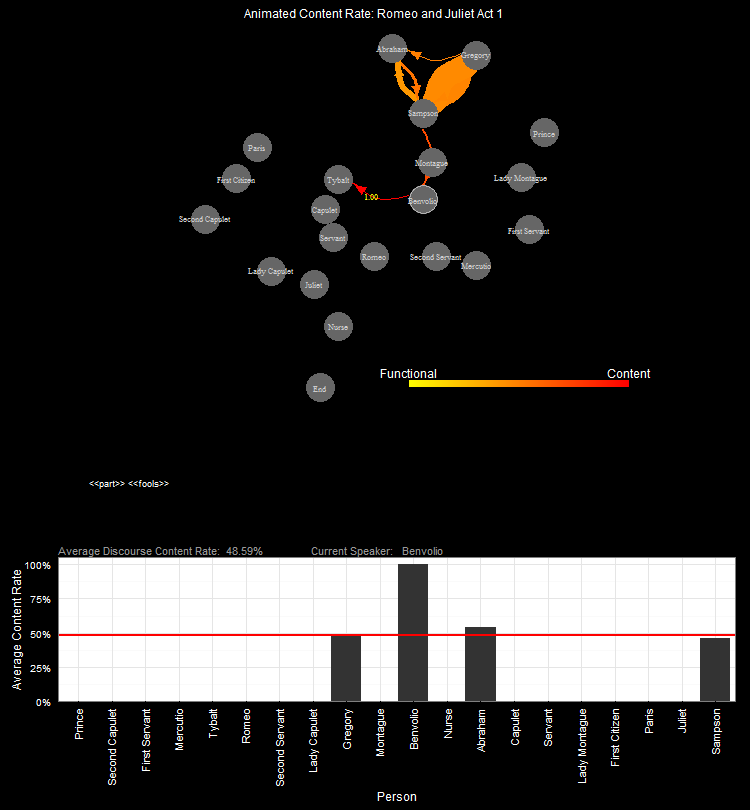 Animated Content Rate: Romeo and Juliet Act 1
Abraham
Gregory
Sampson
Prince
Paris
Montague
First Citizen
Tybalt
Lady Montague
1.00
Benvolio
Capulet
Second Capulet
First Servant
Servant
Romeo
Second Servant
Mercutio
Lady Capulet
Juliet
Nurse
Functional
Content
End
<<part>> <<fools>>
Average Discourse Content Rate: 48.59%
Current Speaker: Benvolio
Average Content Rate
100%
75%
50%
25%
0%
Prince
Second Capulet
First Servant
Mercutio
Tybalt
Romeo
Second Servant
Lady Capulet
Gregory
Montague
Benvolio
Nurse
Abraham
Capulet
Servant
Lady Montague
First Citizen
Paris
Juliet
Sampson
Person